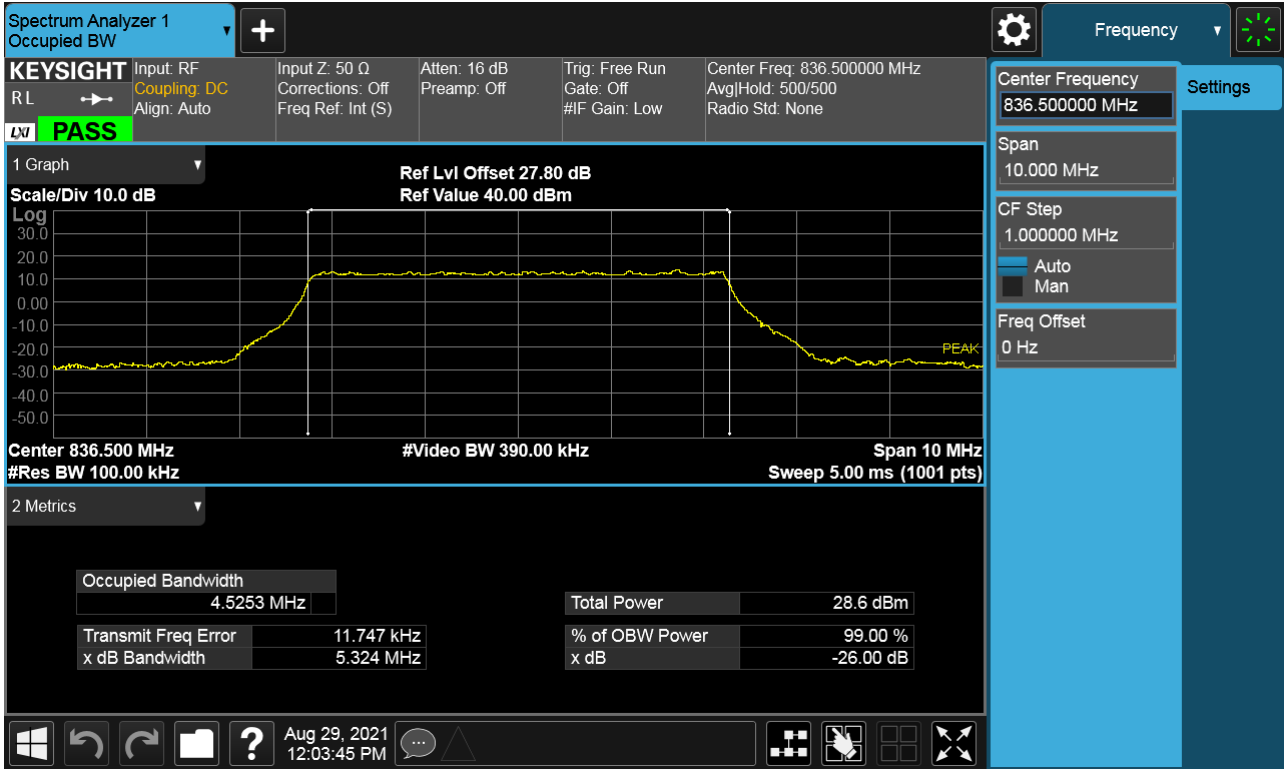 Spectrum Analyzer 1
Occupied BW
Frequency
KEYSIGHT
R L
LXI PASS
Input: RF
Coupling: DC
Align: Auto
Input Z: 50 Ω
Corrections: Off
Freq Ref: Int (S)
Atten: 16 dB
Preamp: Off
Trig: Free Run
Gate: Off
#IF Gain: Low
Center Freq: 836.500000 MHz
Avg|Hold: 500/500
Radio Std: None
1 Graph
Scale/Div 10.0 dB
Ref Lvl Offset 27.80 dB
Ref Value 40.00 dBm
Log
30.0
20.0
10.0
0.00
-10.0
-20.0
-30.0
-40.0
-50.0
PEAK
Center 836.500 MHz
#Video BW 390.00 kHz
Span 10 MHz
#Res BW 100.00 kHz
Sweep 5.00 ms (1001 pts)
2 Metrics
Occupied Bandwidth
4.5253 MHz
Total Power 28.6 dBm
Transmit Freq Error 11.747 kHz
% of OBW Power 99.00 %
x dB Bandwidth 5.324 MHz
x dB -26.00 dB
Center Frequency
836.500000 MHz
Settings
Span
10.000 MHz
CF Step
1.000000 MHz
Auto
Man
Freq Offset
0 Hz
?
Aug 29, 2021
12:03:45 PM